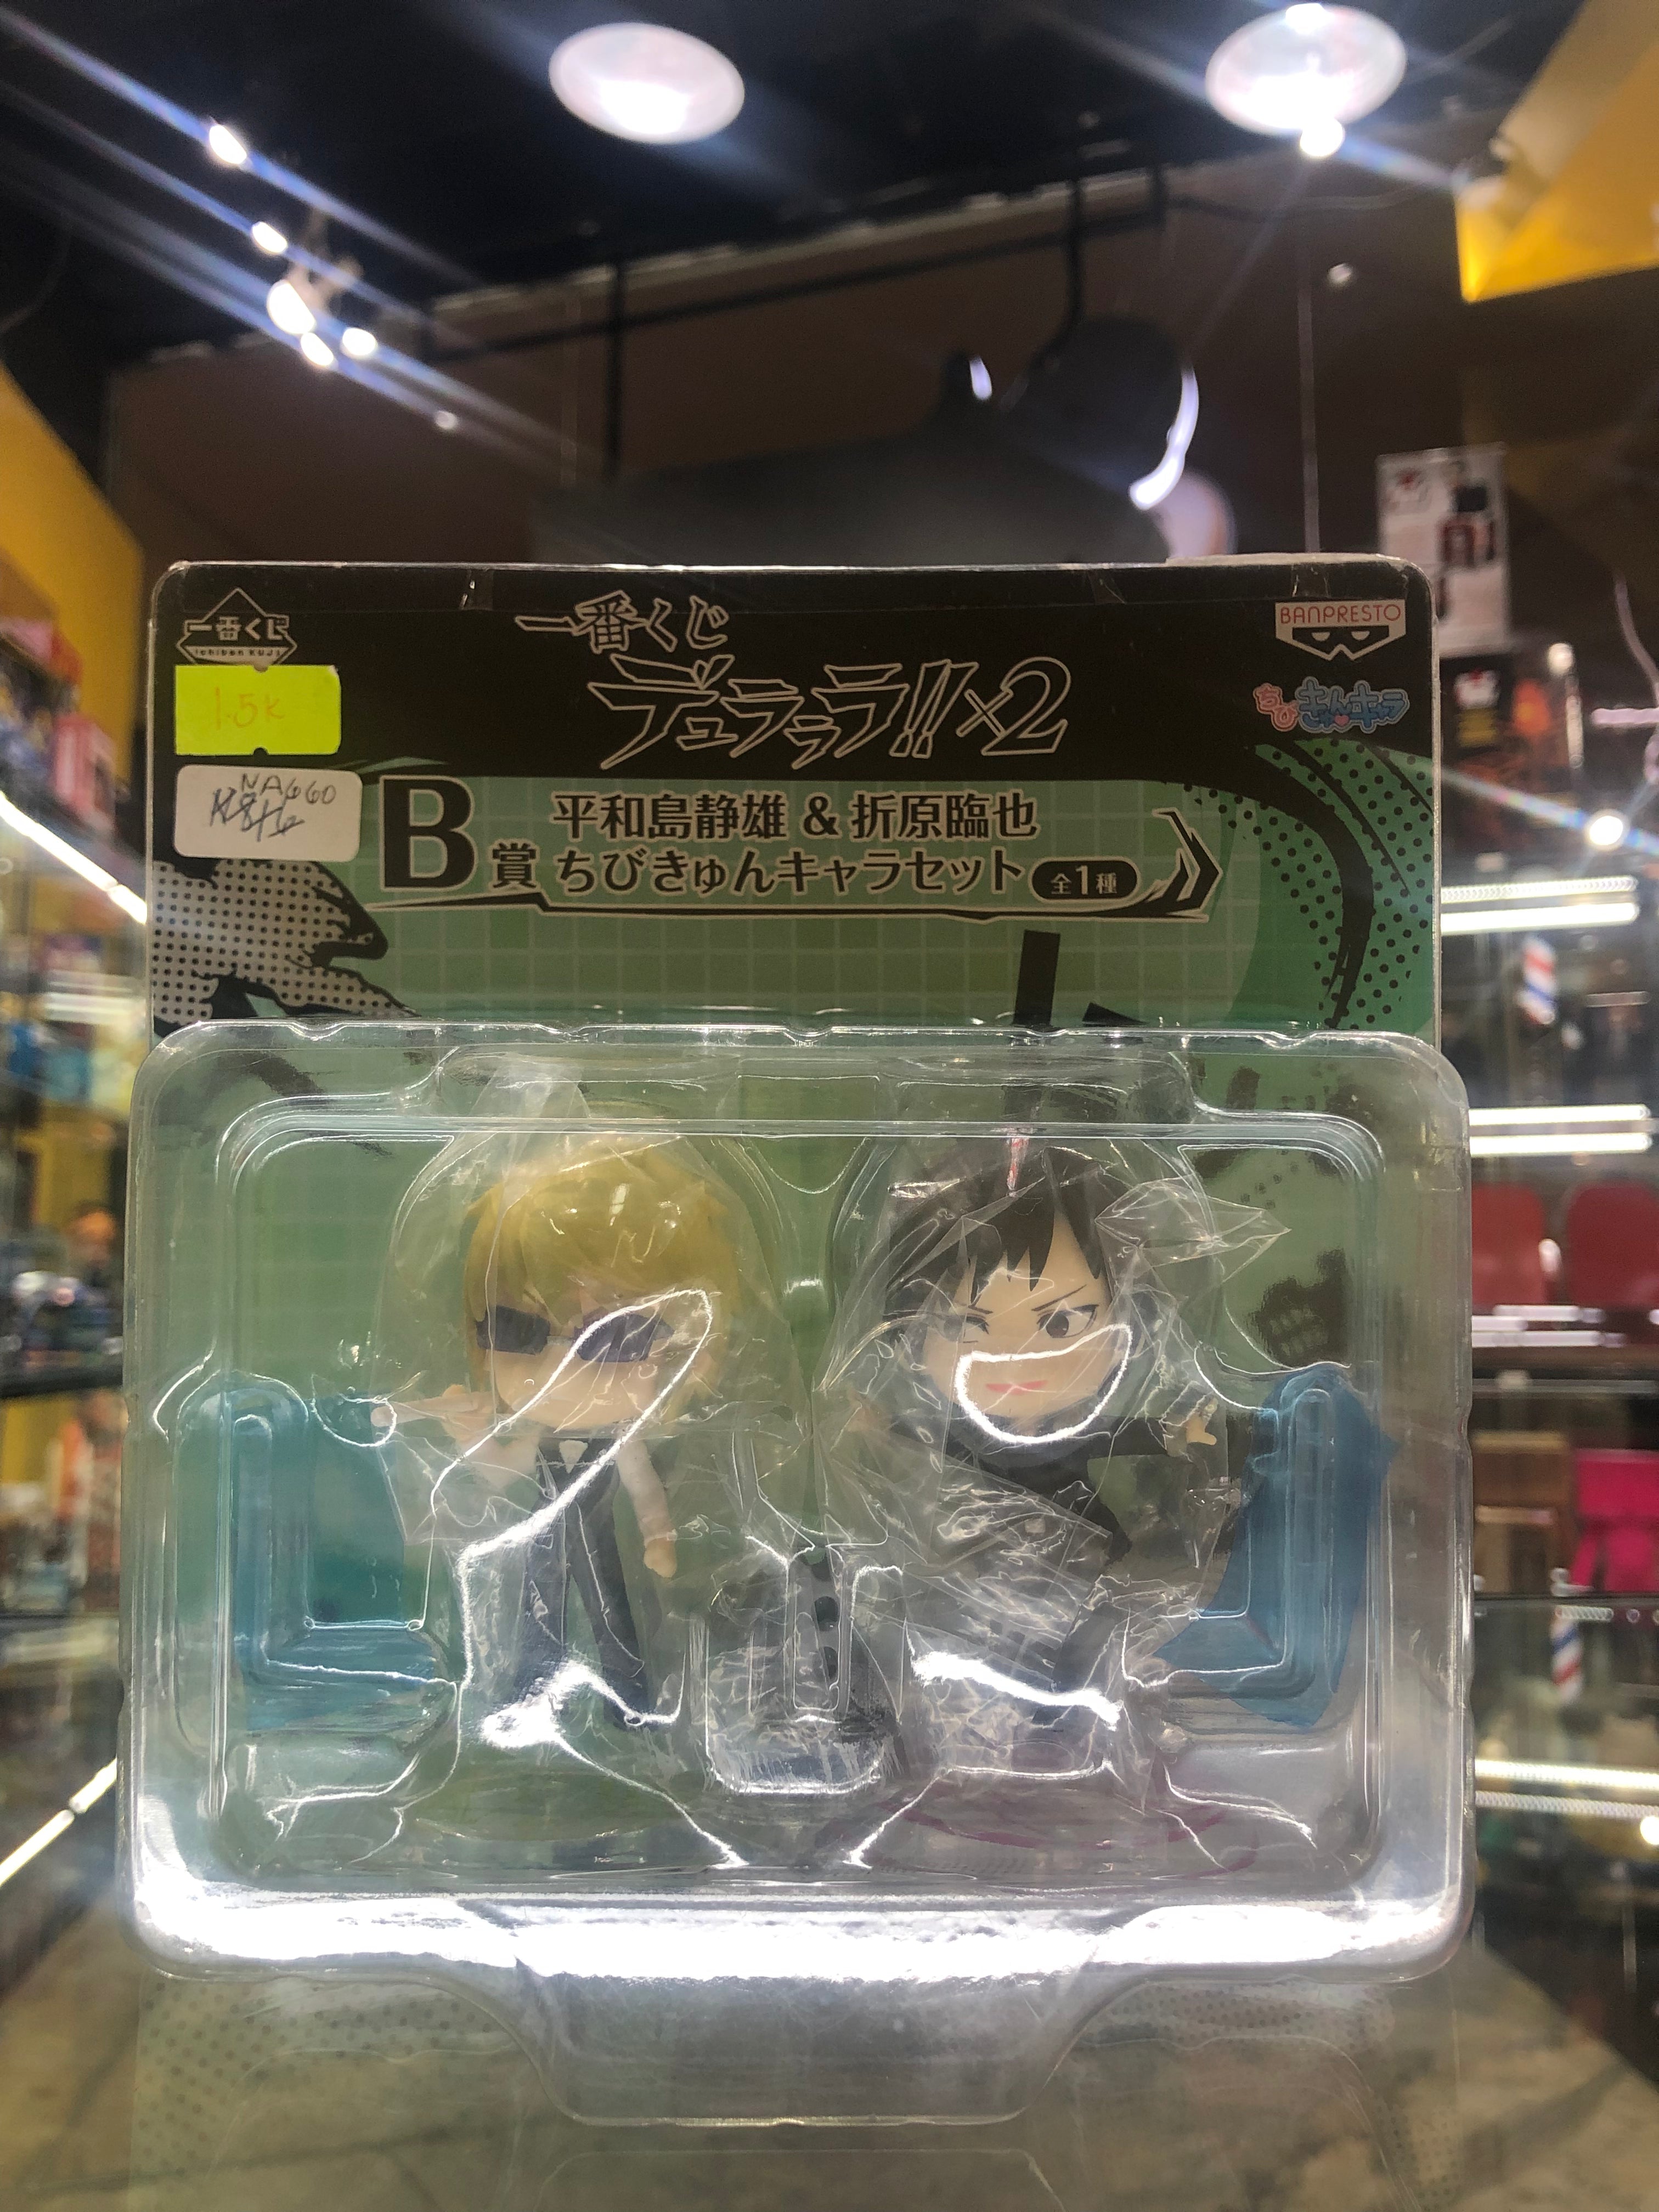 一番くじ
Ichiban KUJI
一番くじ
デュラララ!!×2
BANPRESTO
ちびきゅんキャラ
1.5K
NA660
B賞
平和島静雄 & 折原臨也
ちびきゅんキャラセット 全1種